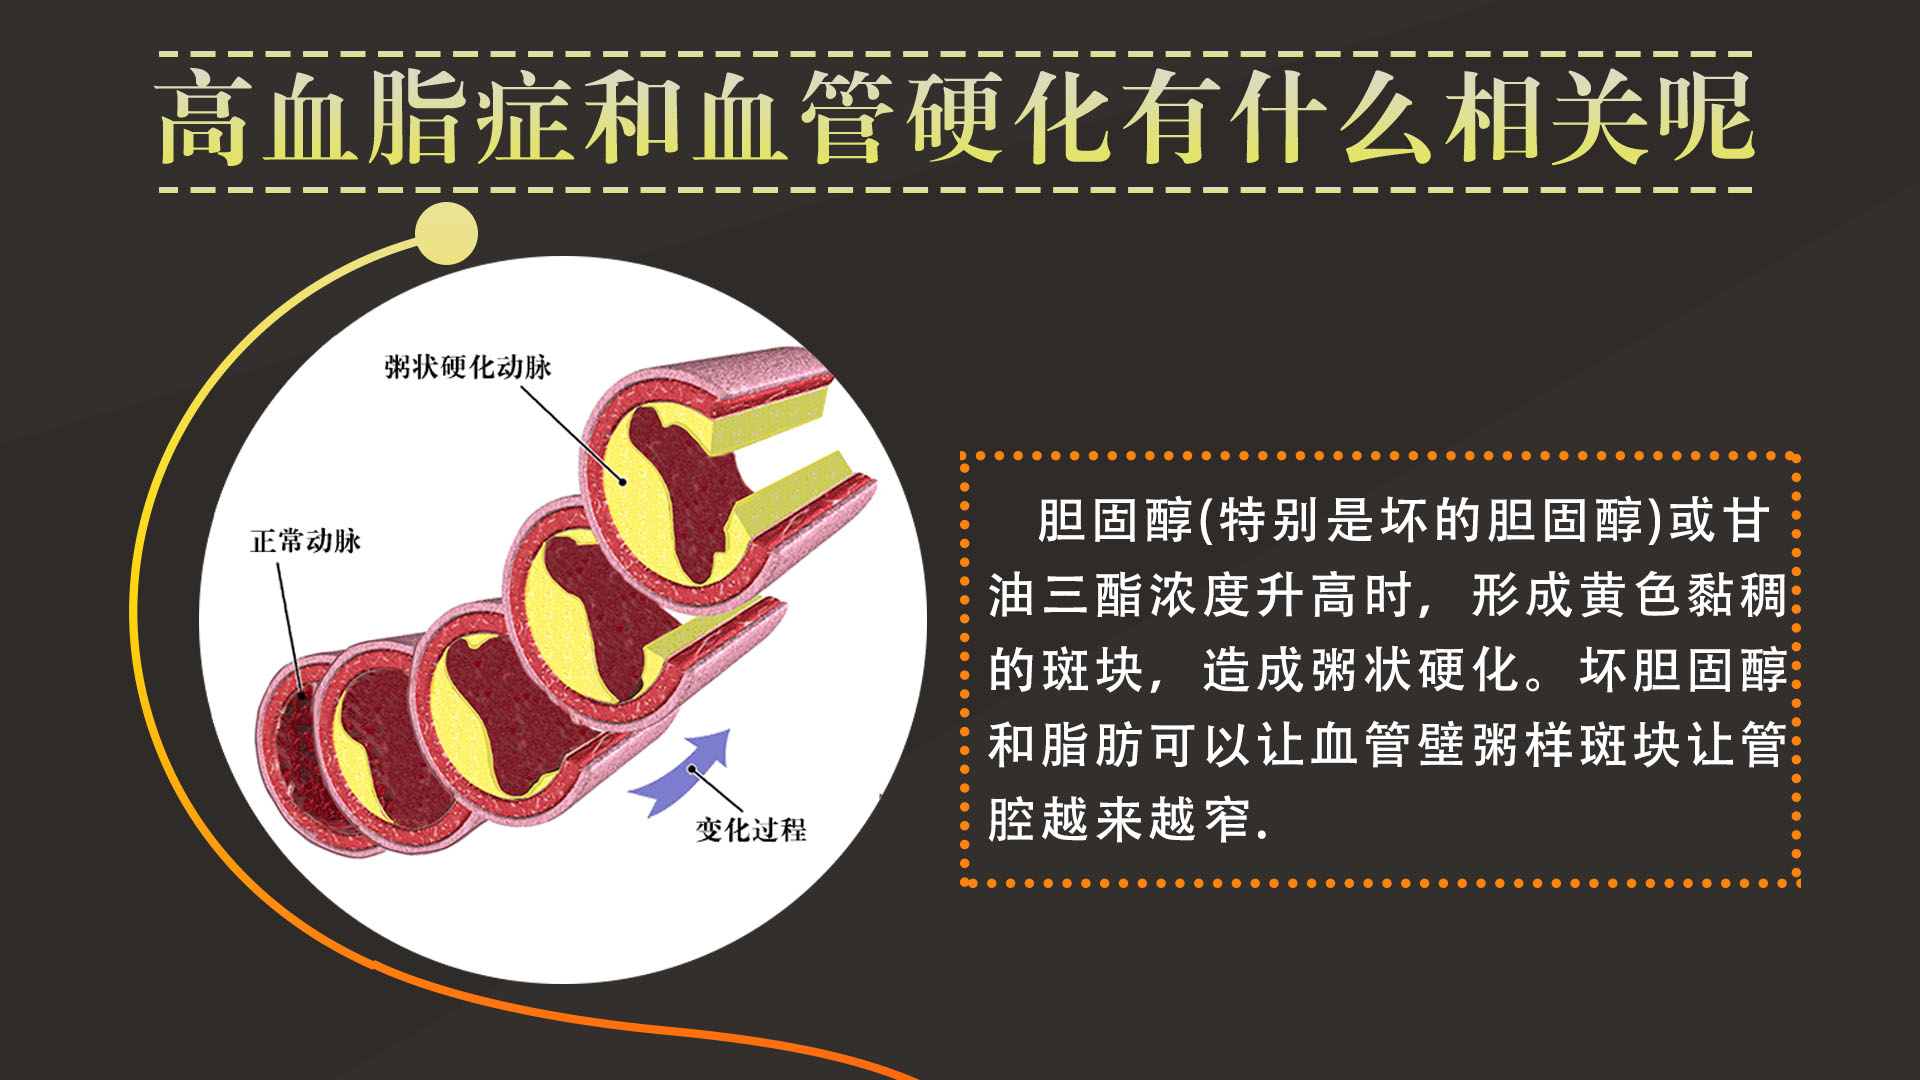 高血脂症和血管硬化有什么相关呢
粥状硬化动脉
正常动脉
变化过程
胆固醇(特别是坏的胆固醇)或甘
油三酯浓度升高时，形成黄色黏稠
的斑块，造成粥状硬化。坏胆固醇
和脂肪可以让血管壁粥样斑块让管
腔越来越窄.